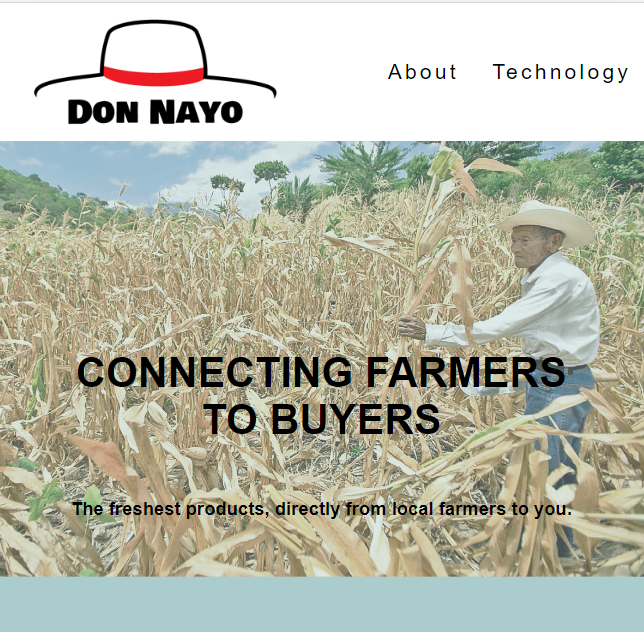 DON NAYO
About Technology
CONNECTING FARMERS
TO BUYERS
The freshest products, directly from local farmers to you.